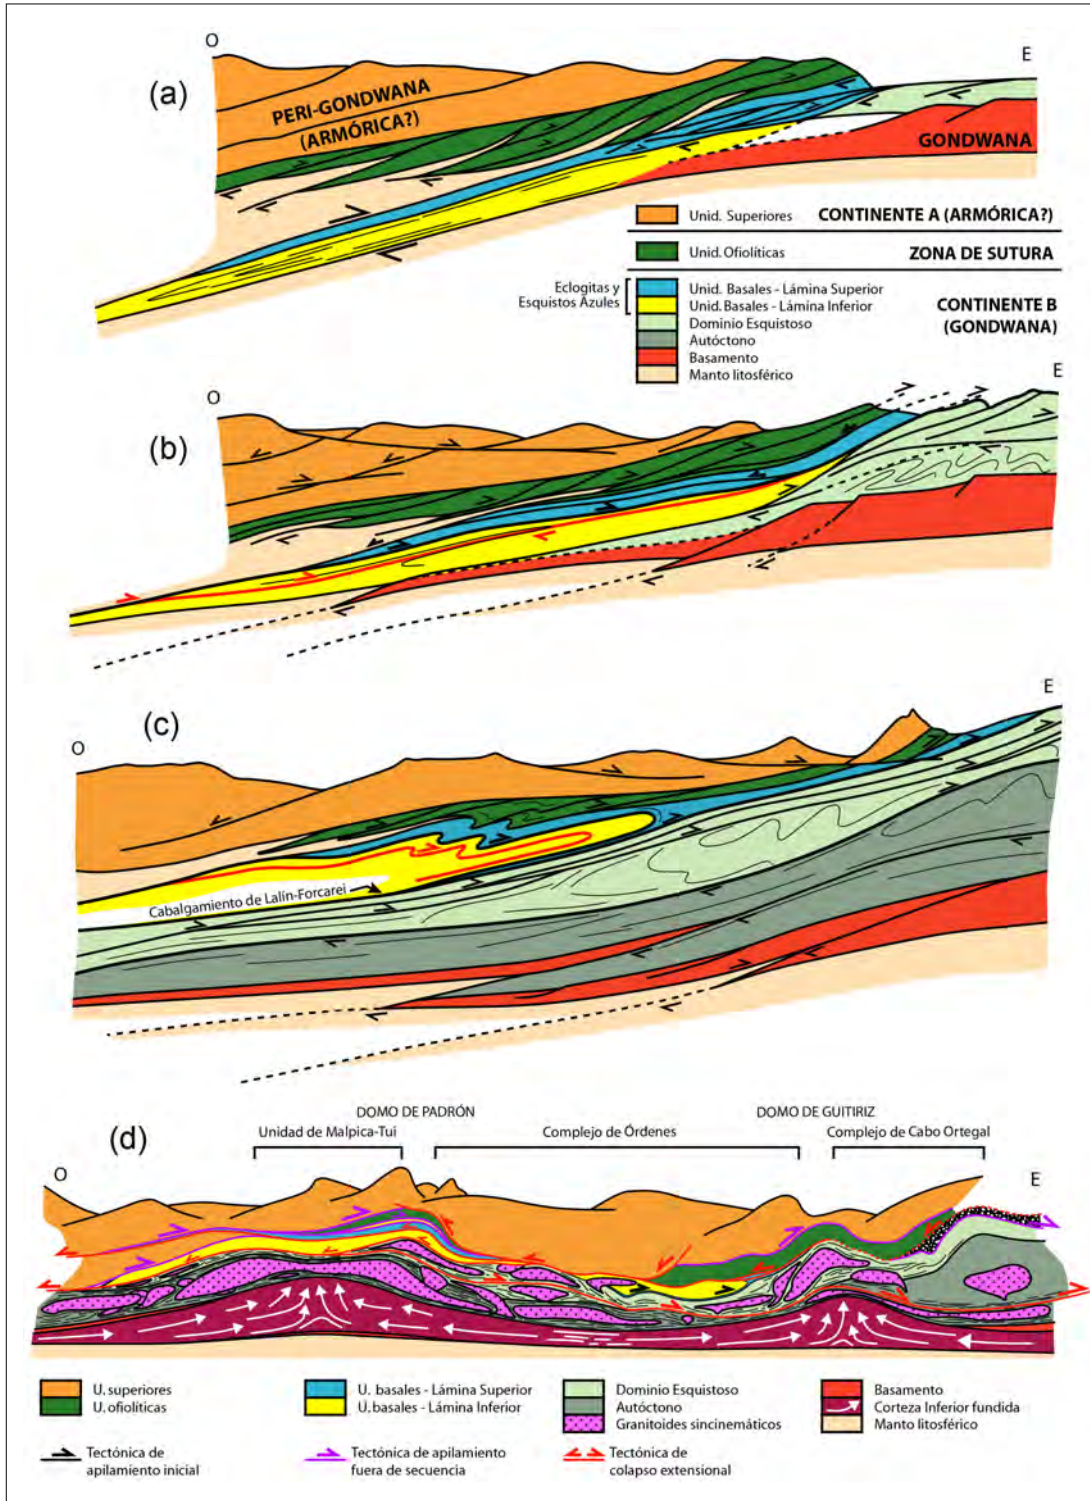 O
E
(a)
PERI-GONDWANA
(ARMÓRICA?)
GONDWANA
Unid. Superiores
CONTINENTE A (ARMÓRICA?)
Unid. Ofiolíticas
ZONA DE SUTURA
Eclogitas y
Esquistos Azules
Unid. Basales - Lámina Superior
Unid. Basales - Lámina Inferior
CONTINENTE B
(GONDWANA)
Dominio Esquistoso
Autóctono
Basamento
Manto litosférico
O
E
(b)
E
(c)
O
Cabalgamiento de Lalín-Forcarei
DOMO DE PADRÓN
DOMO DE GUITIRIZ
(d)
Unidad de Malpica-Tui
Complejo de Órdenes
Complejo de Cabo Ortegal
O
E
U. superiores
U. ofiolíticas
U. basales - Lámina Superior
U. basales - Lámina Inferior
Dominio Esquistoso
Autóctono
Granitoides sincinemáticos
Basamento
Corteza Inferior fundida
Manto litosférico
Tectónica de
apilamiento inicial
Tectónica de apilamiento
fuera de secuencia
Tectónica de
colapso extensional